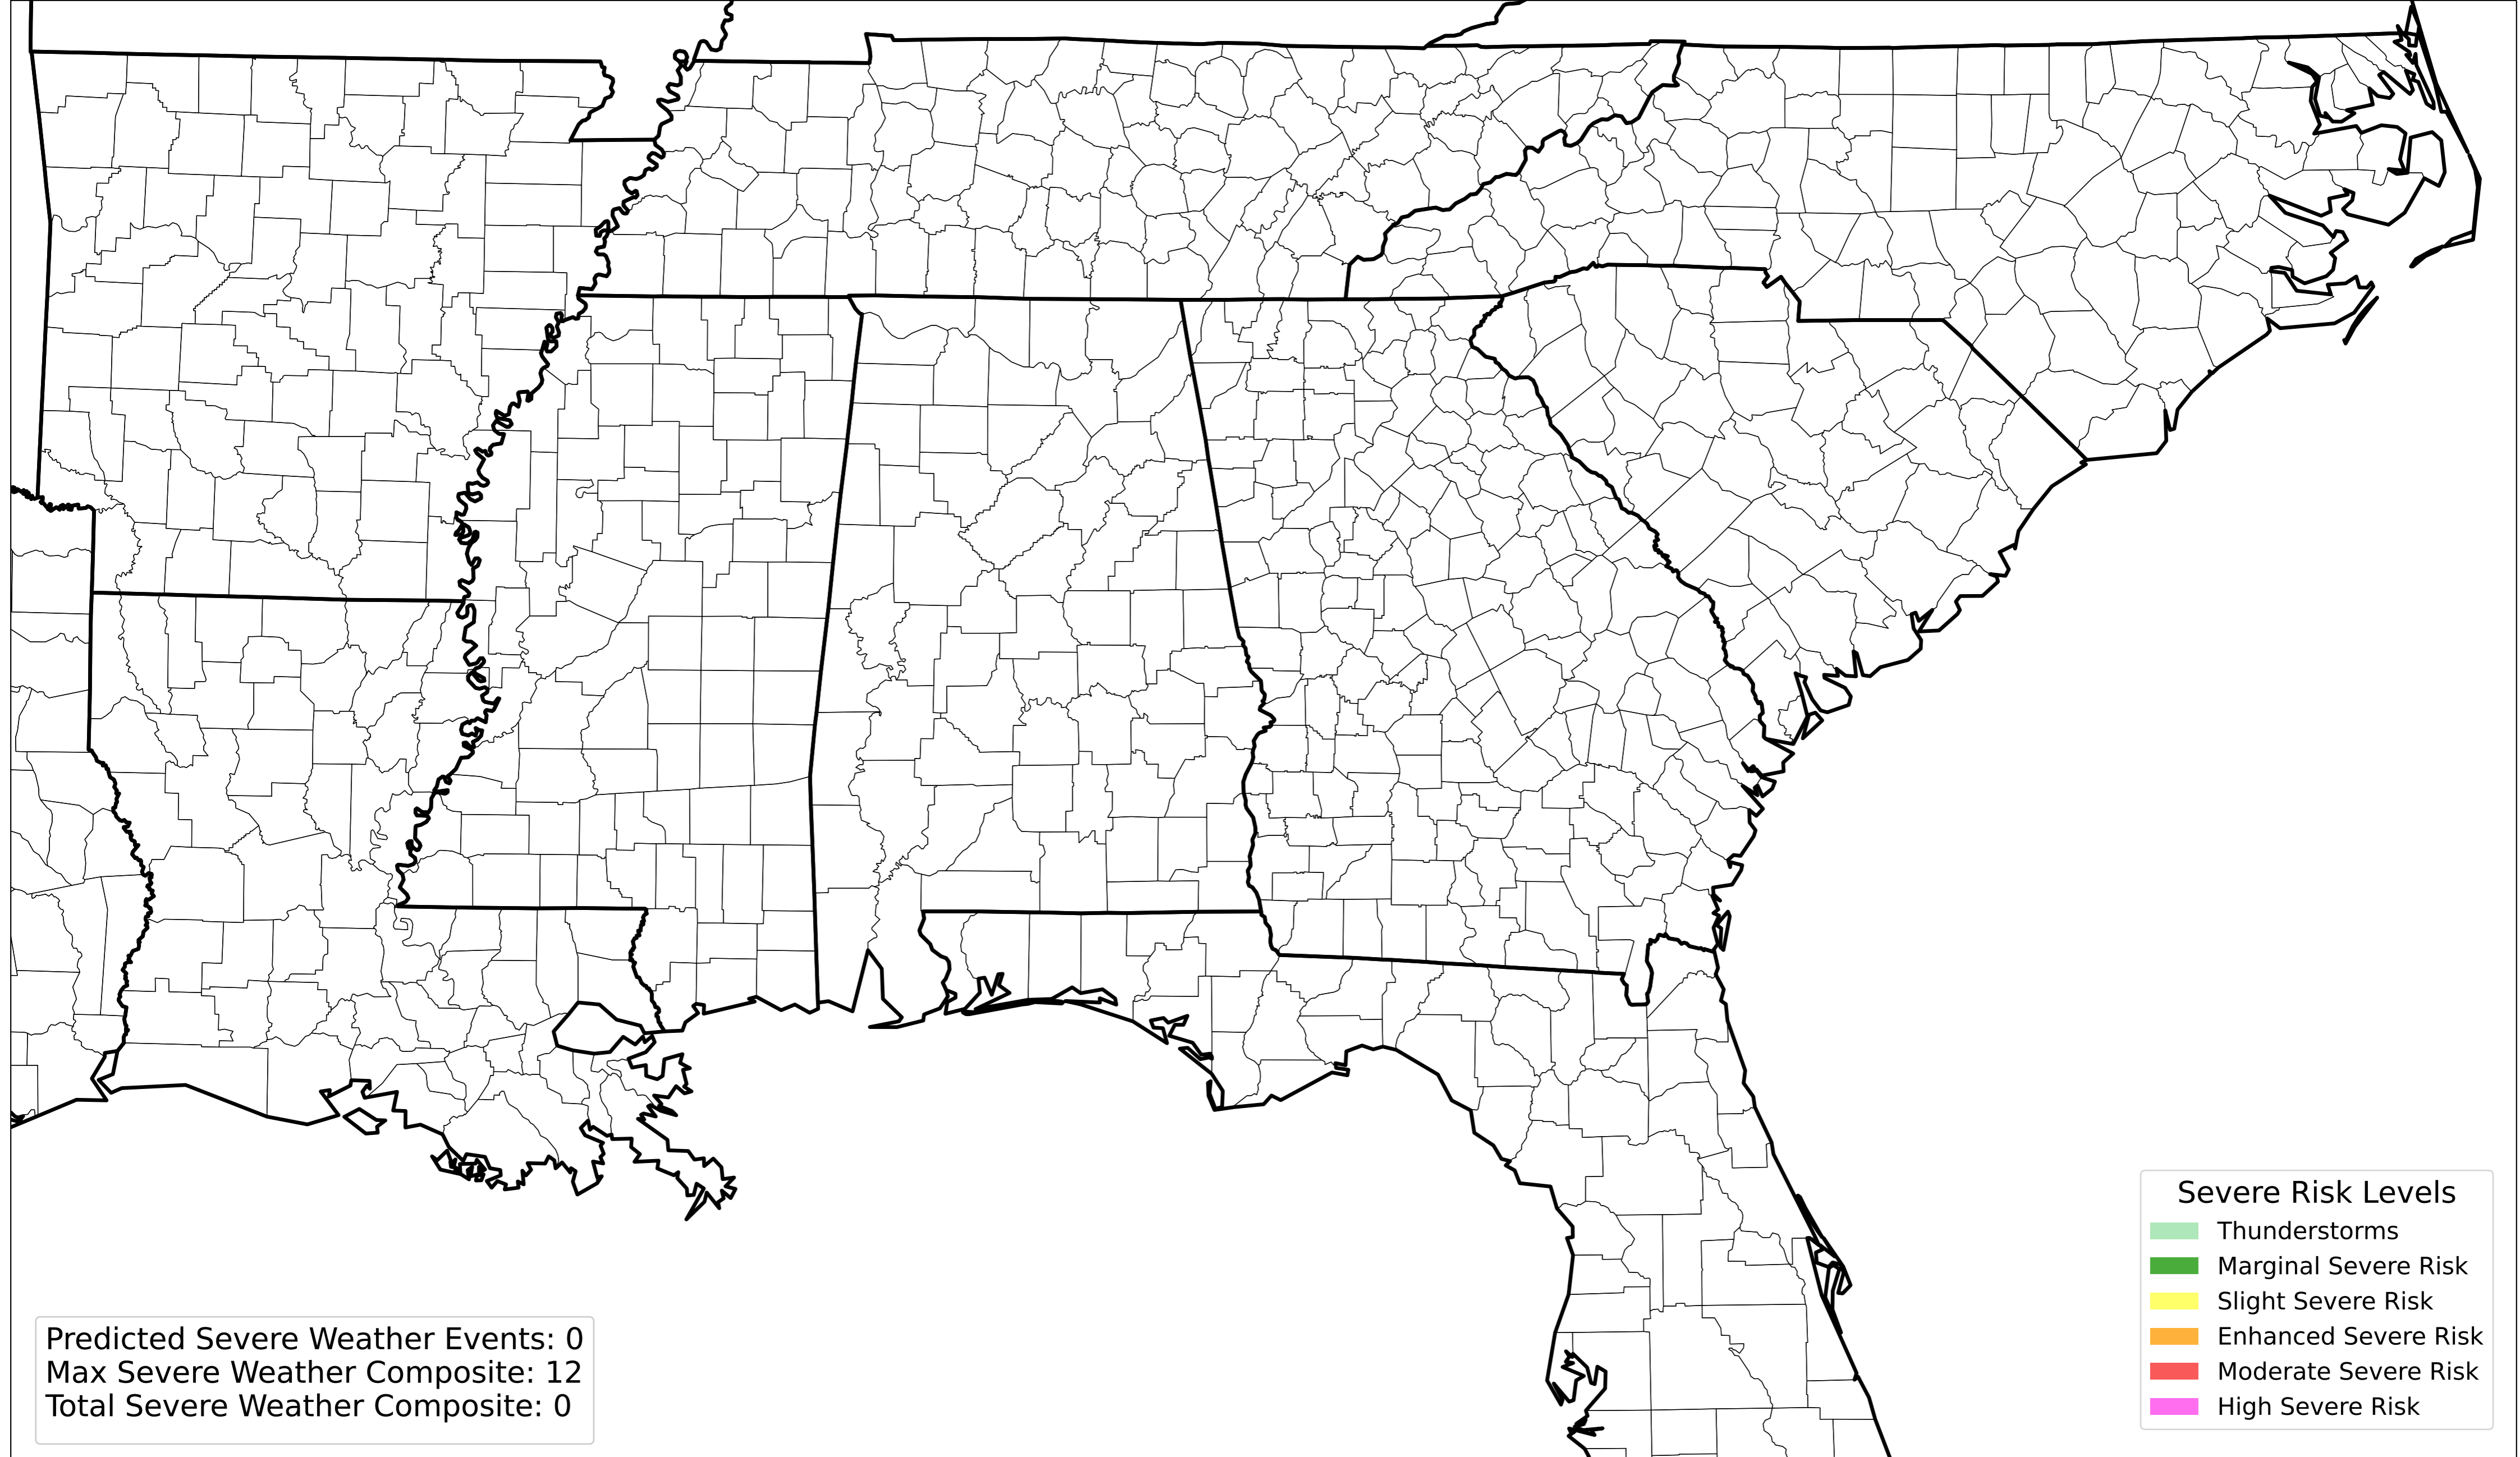 Severe Risk Levels
Thunderstorms
Marginal Severe Risk
Slight Severe Risk
Enhanced Severe Risk
Moderate Severe Risk
High Severe Risk
Predicted Severe Weather Events: 0
Max Severe Weather Composite: 12
Total Severe Weather Composite: 0